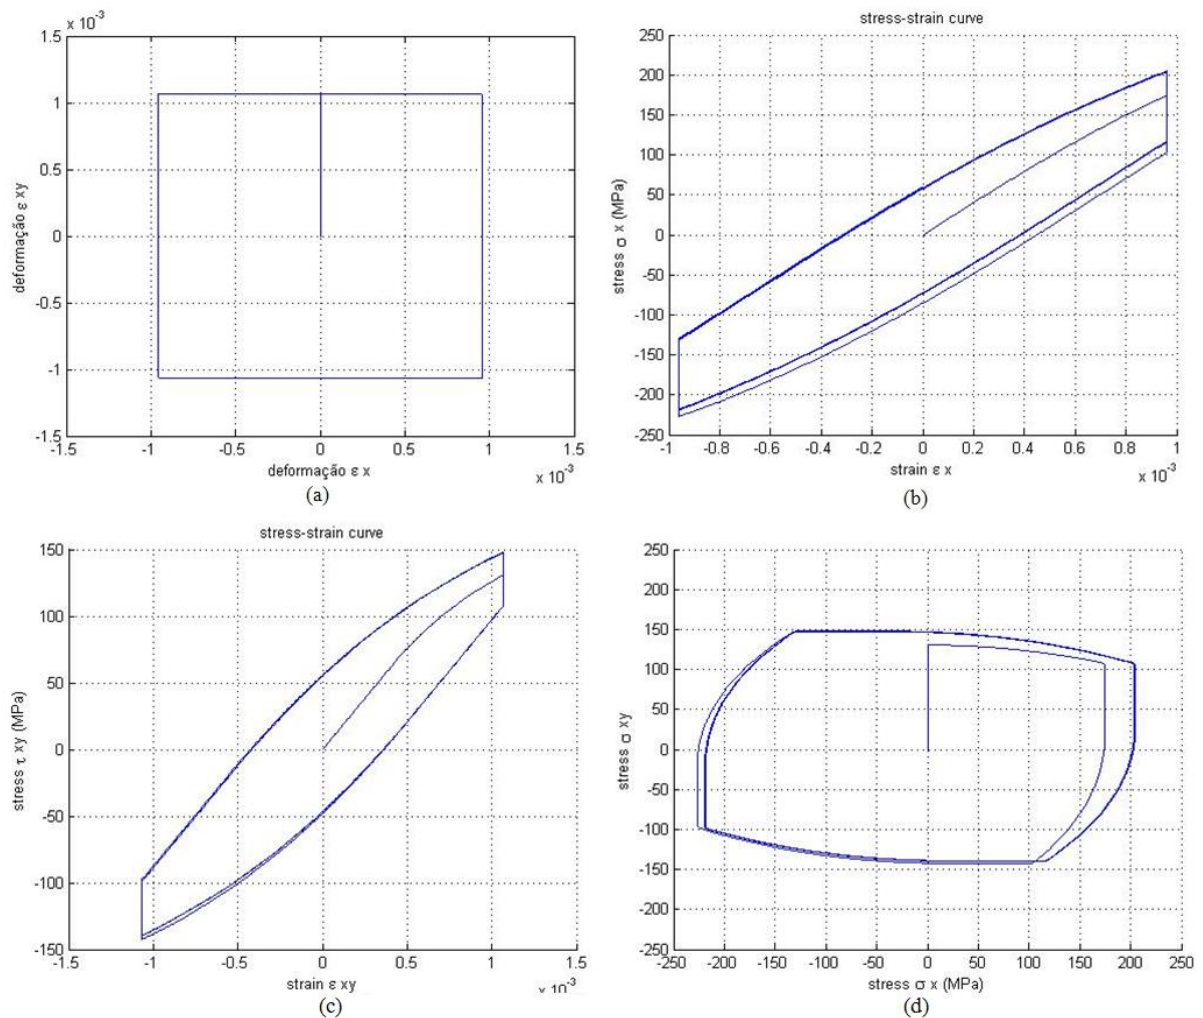 x 10-3
1.5
1
0.5
0
-0.5
-1
-1.5
deformação ε xy
-1.5 -1 -0.5 0 0.5 1 1.5
deformação ε x
x 10-3
(a)
stress-strain curve
250
200
150
100
50
0
-50
-100
-150
-200
-250
stress σ x (MPa)
-1 -0.8 -0.6 -0.4 -0.2 0 0.2 0.4 0.6 0.8 1
strain ε x
x 10-3
(b)
stress-strain curve
150
100
50
0
-50
-100
-150
stress τ xy (MPa)
-1.5 -1 -0.5 0 0.5 1 1.5
strain ε xy
x 10-3
(c)
250
200
150
100
50
0
-50
-100
-150
-200
-250
stress σ xy
-250 -200 -150 -100 -50 0 50 100 150 200 250
stress σ x (MPa)
(d)